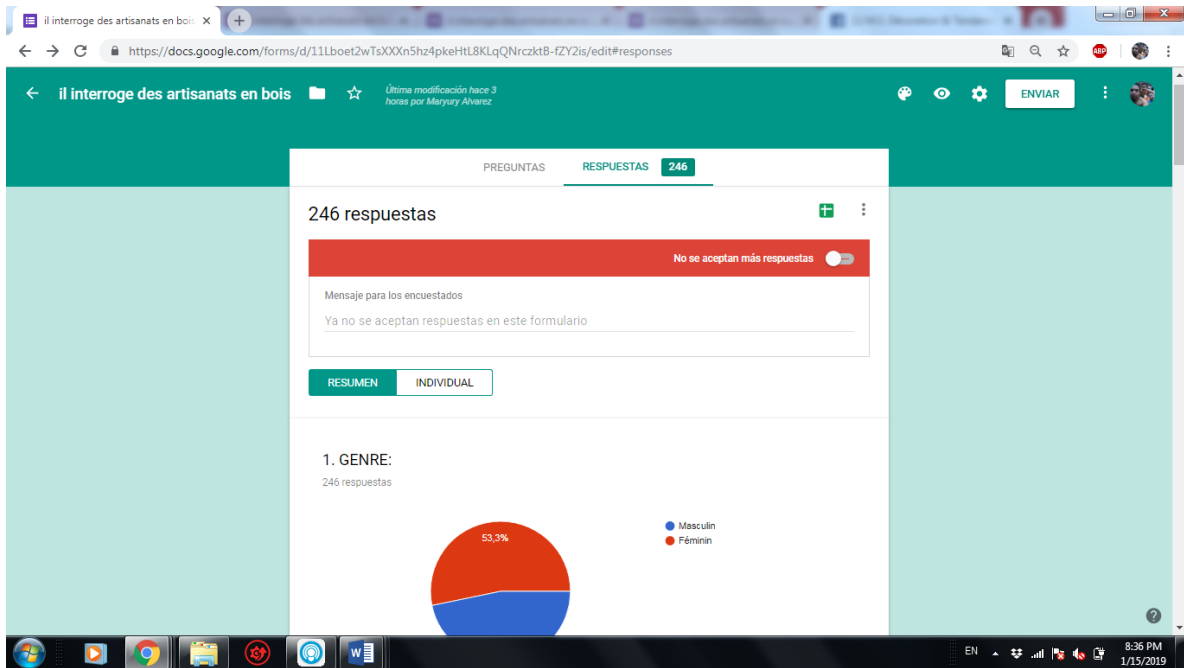 il interroge des artisanats en bois
https://docs.google.com/forms/d/11Lboet2wTsXXXn5hz4pkeHtL8KLqQNrczktB-fZY2is/edit#responses
ABP
il interroge des artisanats en bois
Última modificación hace 3
horas por Maryury Alvarez
ENVIAR
PREGUNTAS
RESPUESTAS 246
246 respuestas
No se aceptan más respuestas
Mensaje para los encuestados
Ya no se aceptan respuestas en este formulario
RESUMEN
INDIVIDUAL
1. GENRE:
246 respuestas
53,3%
Masculin
Féminin
W
EN
8:36 PM
1/15/2019